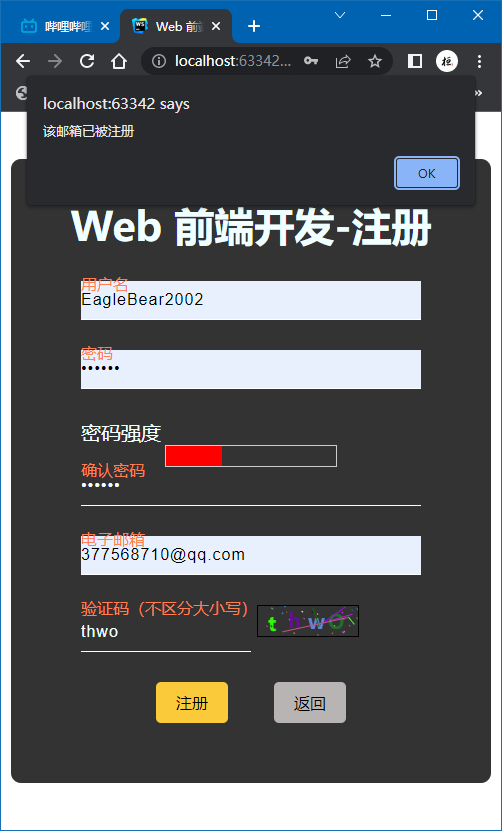 哔哩哔哩
Web 前端
localhost:63342...
localhost:63342 says
该邮箱已被注册
OK
Web 前端开发-注册
用户名
EagleBear2002
密码
••••••
密码强度
确认密码
••••••
电子邮箱
377568710@qq.com
验证码（不区分大小写）
thwo
thwO
注册
返回